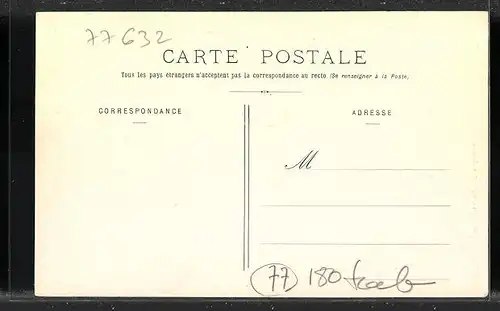 77632
CARTE POSTALE
Tous les pays étrangers n'acceptent pas la correspondance au recto (Se renseigner à la Poste.
CORRESPONDANCE
ADRESSE
M
77 180